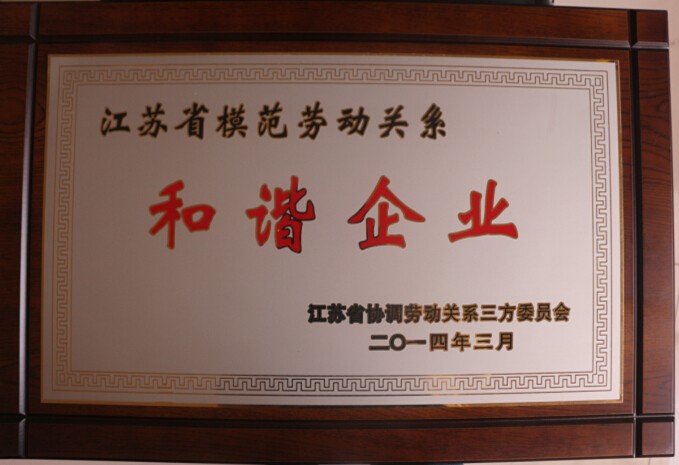 江苏省模范劳动关系
和谐企业
江苏省协调劳动关系三方委员会
二〇一四年三月